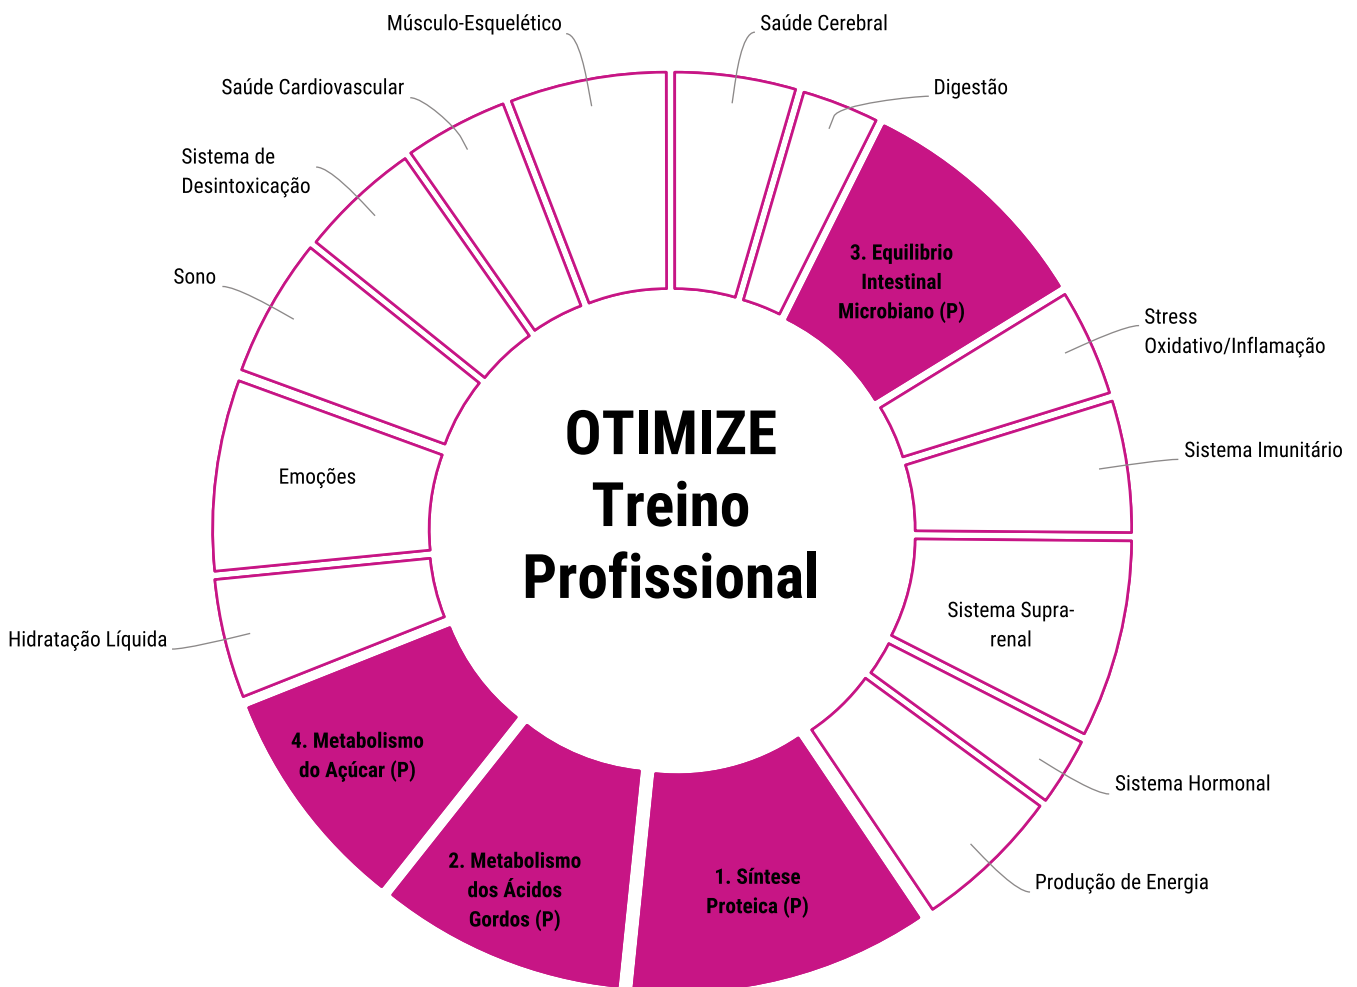 Músculo-Esquelético
Saúde Cerebral
Saúde Cardiovascular
Digestão
Sistema de
Desintoxicação
3. Equilibrio
Intestinal
Microbiano (P)
Sono
Stress
Oxidativo/Inflamação
OTIMIZE
Treino
Profissional
Sistema Imunitário
Emoções
Sistema Supra-
renal
Hidratação Líquida
4. Metabolismo
do Açúcar (P)
Sistema Hormonal
2. Metabolismo
dos Ácidos
Gordos (P)
1. Síntese
Proteica (P)
Produção de Energia